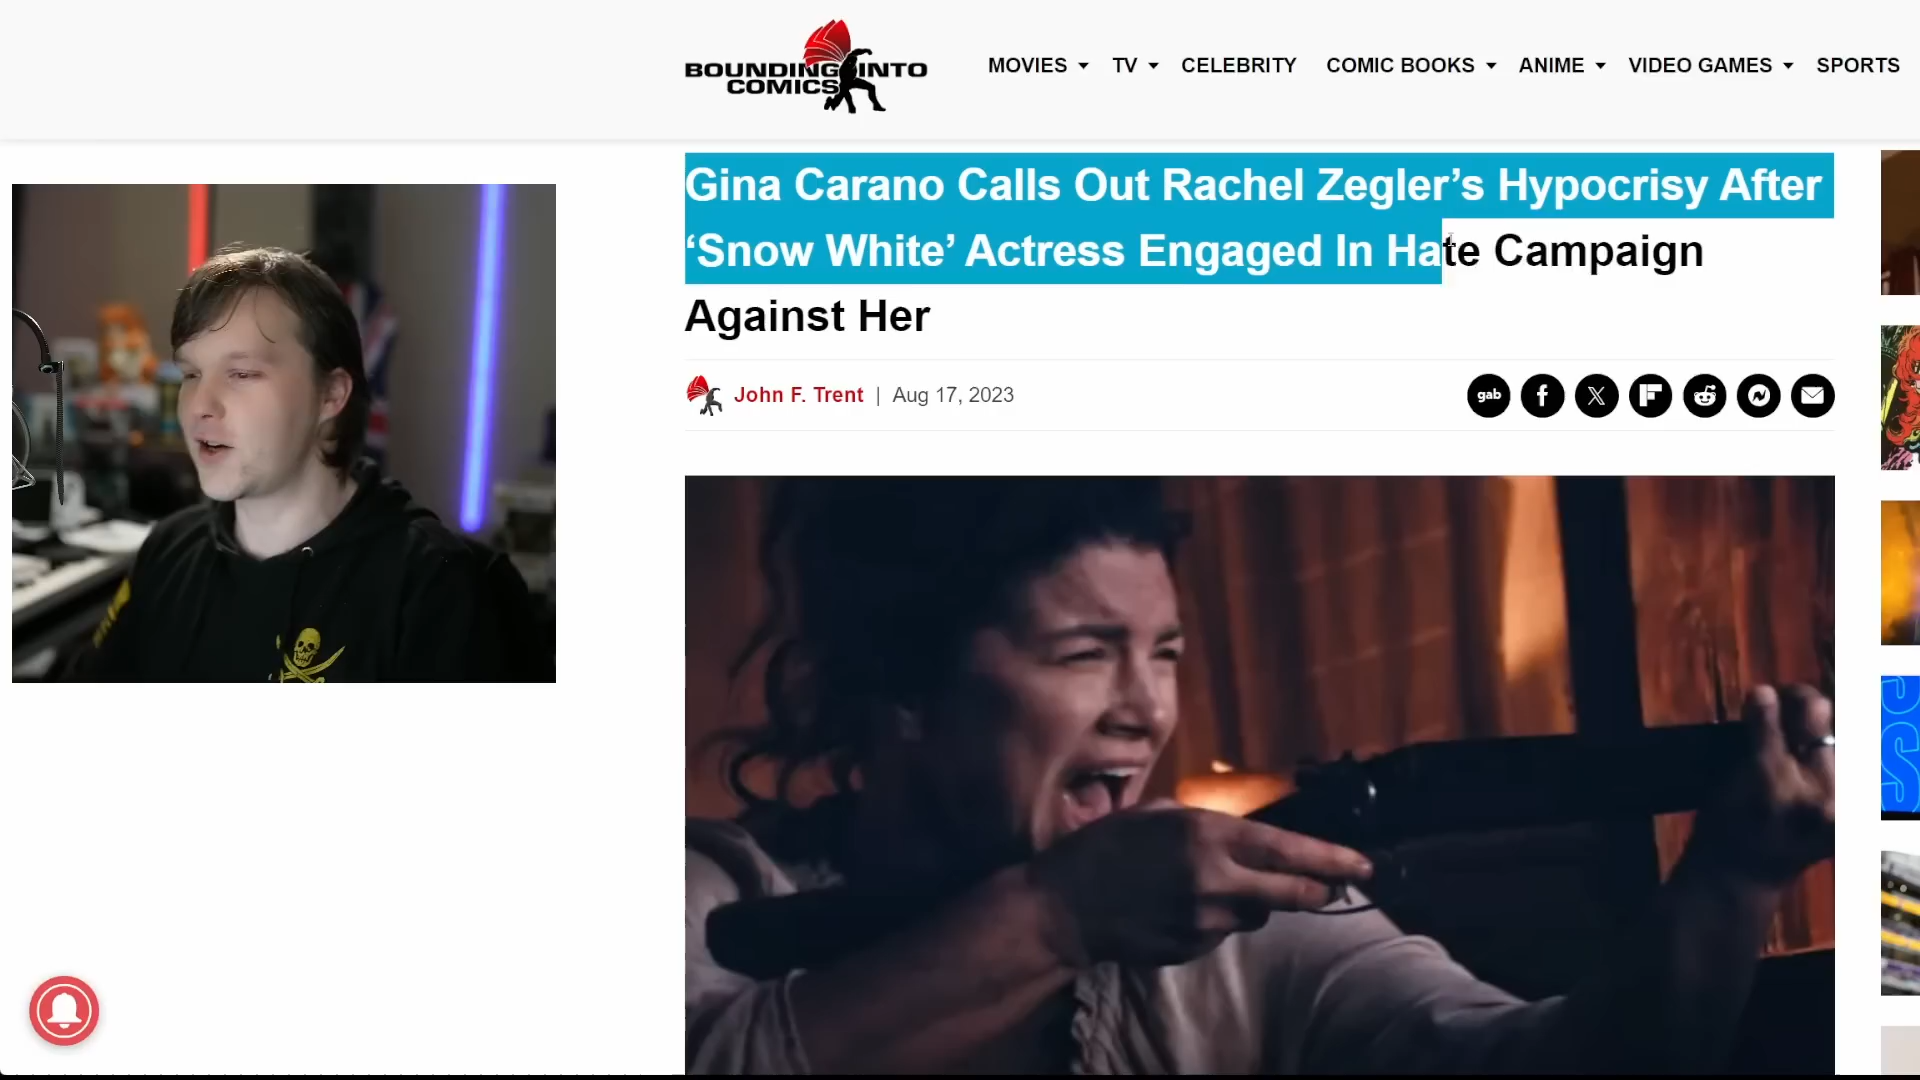 BOUNDING INTO
COMICS
MOVIES TV CELEBRITY COMIC BOOKS ANIME VIDEO GAMES SPORTS
Gina Carano Calls Out Rachel Zegler’s Hypocrisy After
‘Snow White’ Actress Engaged In Hate Campaign
Against Her
John F. Trent | Aug 17, 2023
gab